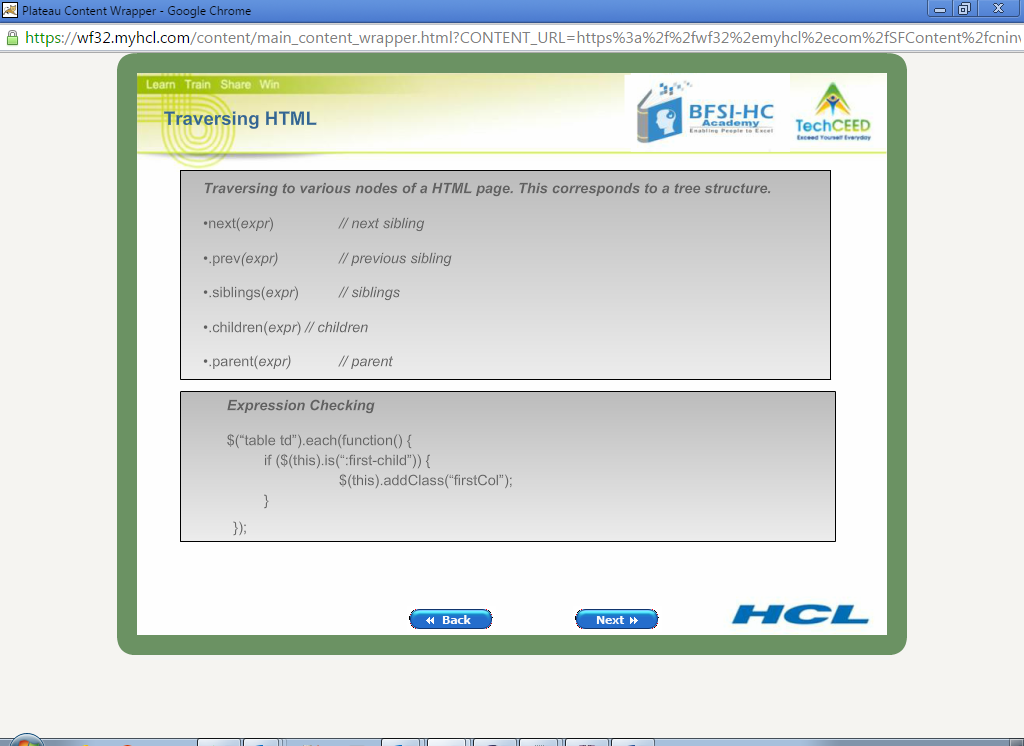 Plateau Content Wrapper - Google Chrome
https://wf32.myhcl.com/content/main_content_wrapper.html?CONTENT_URL=https%3a%2f%2fwf32%2emyhcl%2ecom%2fSFContent%2fcninv
Learn Train Share Win
Traversing HTML
BFSI-HC
Academy
Enabling People to Excel
TechCEED
Exceed Yourself Everyday
Traversing to various nodes of a HTML page. This corresponds to a tree structure.
•next(expr) // next sibling
•.prev(expr) // previous sibling
•.siblings(expr) // siblings
•.children(expr) // children
•.parent(expr) // parent
Expression Checking
$(“table td”).each(function() {
if ($(this).is(“:first-child”)) {
$(this).addClass(“firstCol”);
}
});
Back
Next
HCL